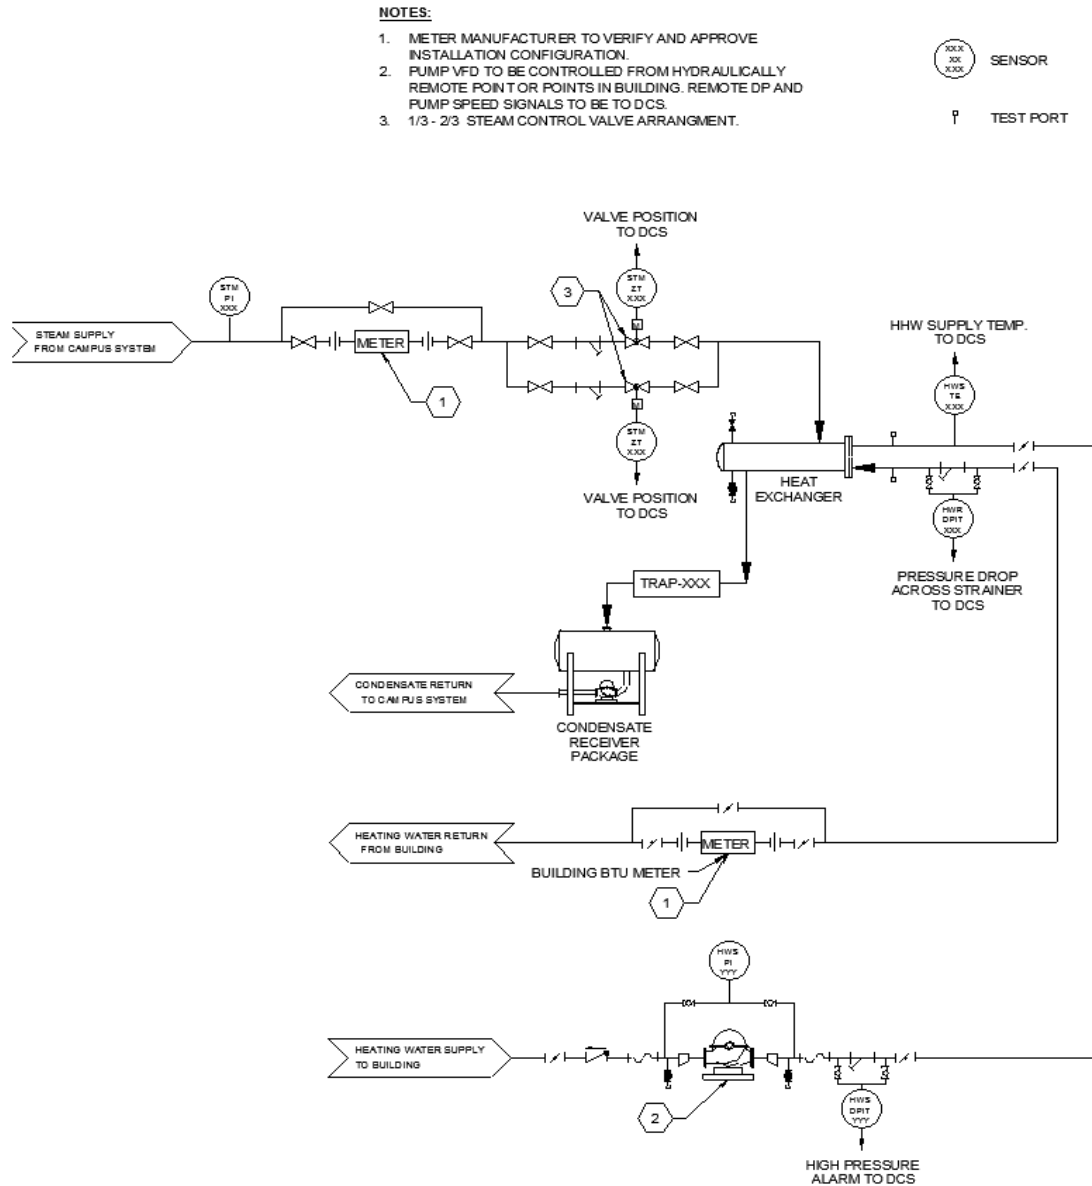 NOTES:
1. METER MANUFACTURER TO VERIFY AND APPROVE
INSTALLATION CONFIGURATION.
2. PUMP VFD TO BE CONTROLLED FROM HYDRAULICALLY
REMOTE POINT OR POINTS IN BUILDING. REMOTE DP AND
PUMP SPEED SIGNALS TO BE TO DCS.
3. 1/3 - 2/3 STEAM CONTROL VALVE ARRANGMENT.
XXX
XX
XXX
SENSOR
TEST PORT
VALVE POSITION
TO DCS
STM
ZT
XXX
3
STM
PI
XXX
STEAM SUPPLY
FROM CAMPUS SYSTEM
METER
1
M
M
STM
ZT
XXX
VALVE POSITION
TO DCS
HHW SUPPLY TEMP.
TO DCS
HWS
TE
XXX
HEAT
EXCHANGER
HWR
DPIT
XXX
PRESSURE DROP
ACROSS STRAINER
TO DCS
TRAP-XXX
CONDENSATE RETURN
TO CAMPUS SYSTEM
CONDENSATE
RECEIVER
PACKAGE
HEATING WATER RETURN
FROM BUILDING
METER
BUILDING BTU METER
1
HWS
PI
YYY
HEATING WATER SUPPLY
TO BUILDING
2
HWS
DPIT
YYY
HIGH PRESSURE
ALARM TO DCS